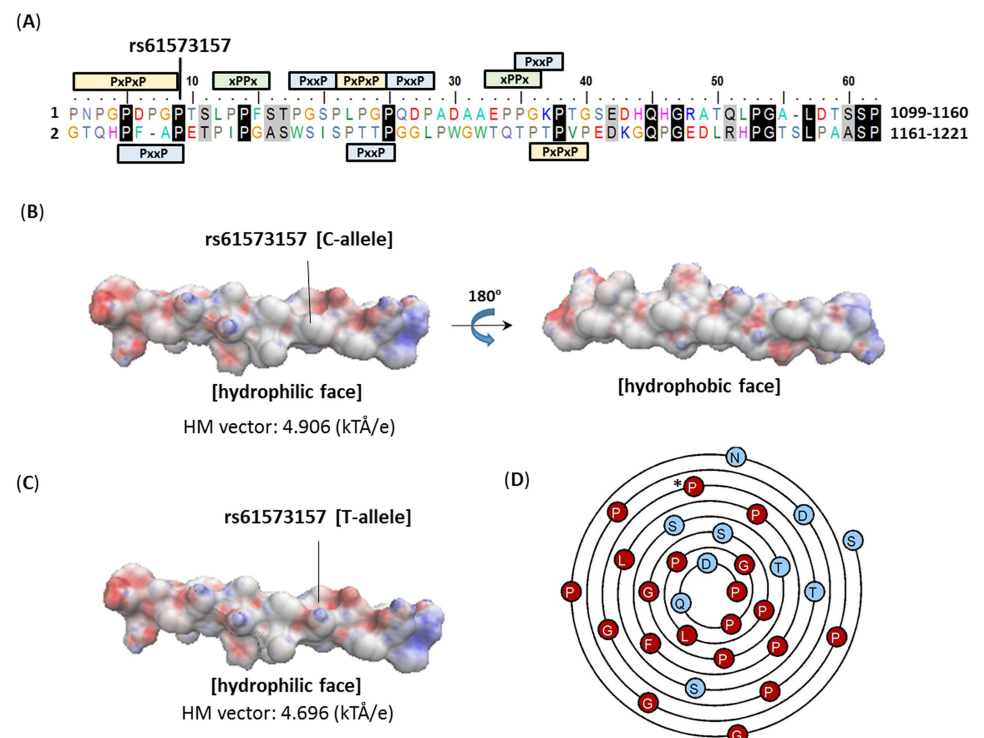 (A)
rs61573157
PxPxP 10 xPPx PxxP PxPxP PxxP 30 xPPx PxxP 40 50 60
1 PNPGPDPGPTSLPPFSTPGSPLPGPQDPADAAEPPGKPTGSEDHQHGRATQLPGA-LDTSSP 1099-1160
2 GTQHPF-APETPIPGASWSISPTTPGGLPWGWTQTPTPVPEDKGQPGEDLRHPGTSLPAASP 1161-1221
PxxP PxxP PxPxP
(B)
rs61573157 [C-allele]
180°
[hydrophilic face]
[hydrophobic face]
HM vector: 4.906 (kTÅ/e)
(C)
rs61573157 [T-allele]
[hydrophilic face]
HM vector: 4.696 (kTÅ/e)
(D)
N
*P
P P D
S S S
L P D G T
P G Q P T
G P
F L P P P
P
S P
G
G